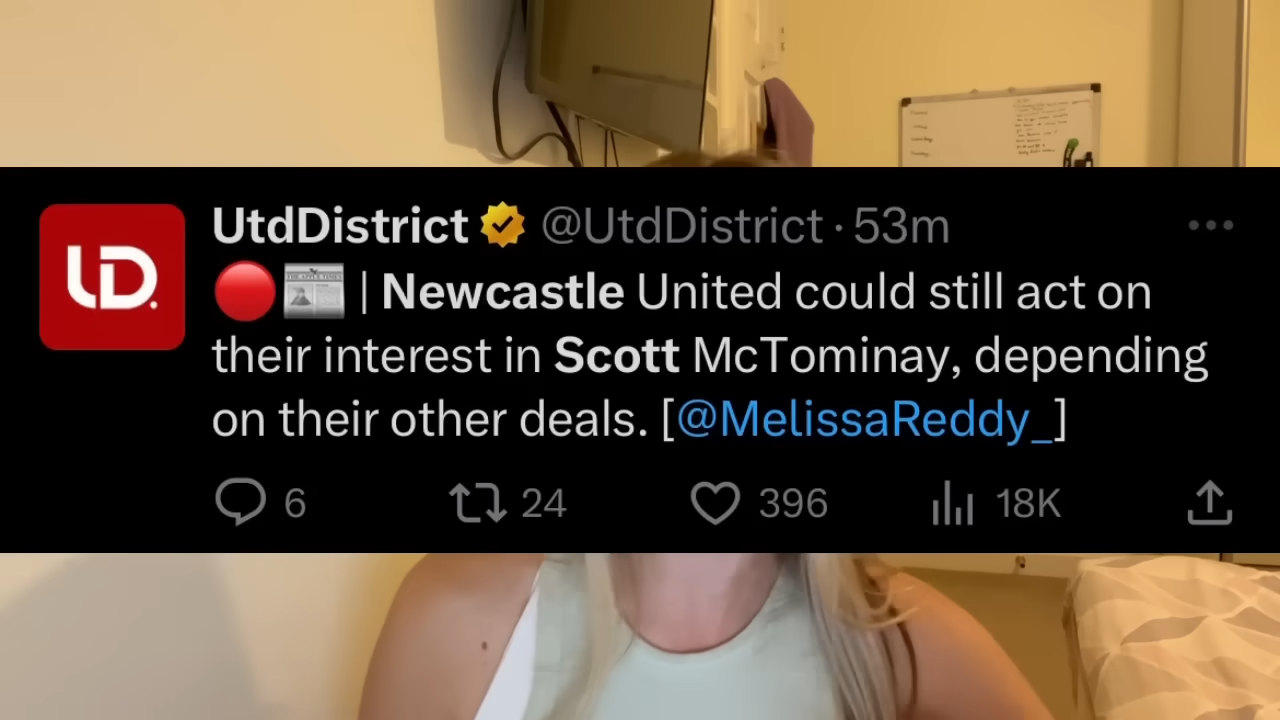 UD.
UtdDistrict @UtdDistrict · 53m
🔴📰 | Newcastle United could still act on
their interest in Scott McTominay, depending
on their other deals. [@MelissaReddy_]
6 24 396 18K